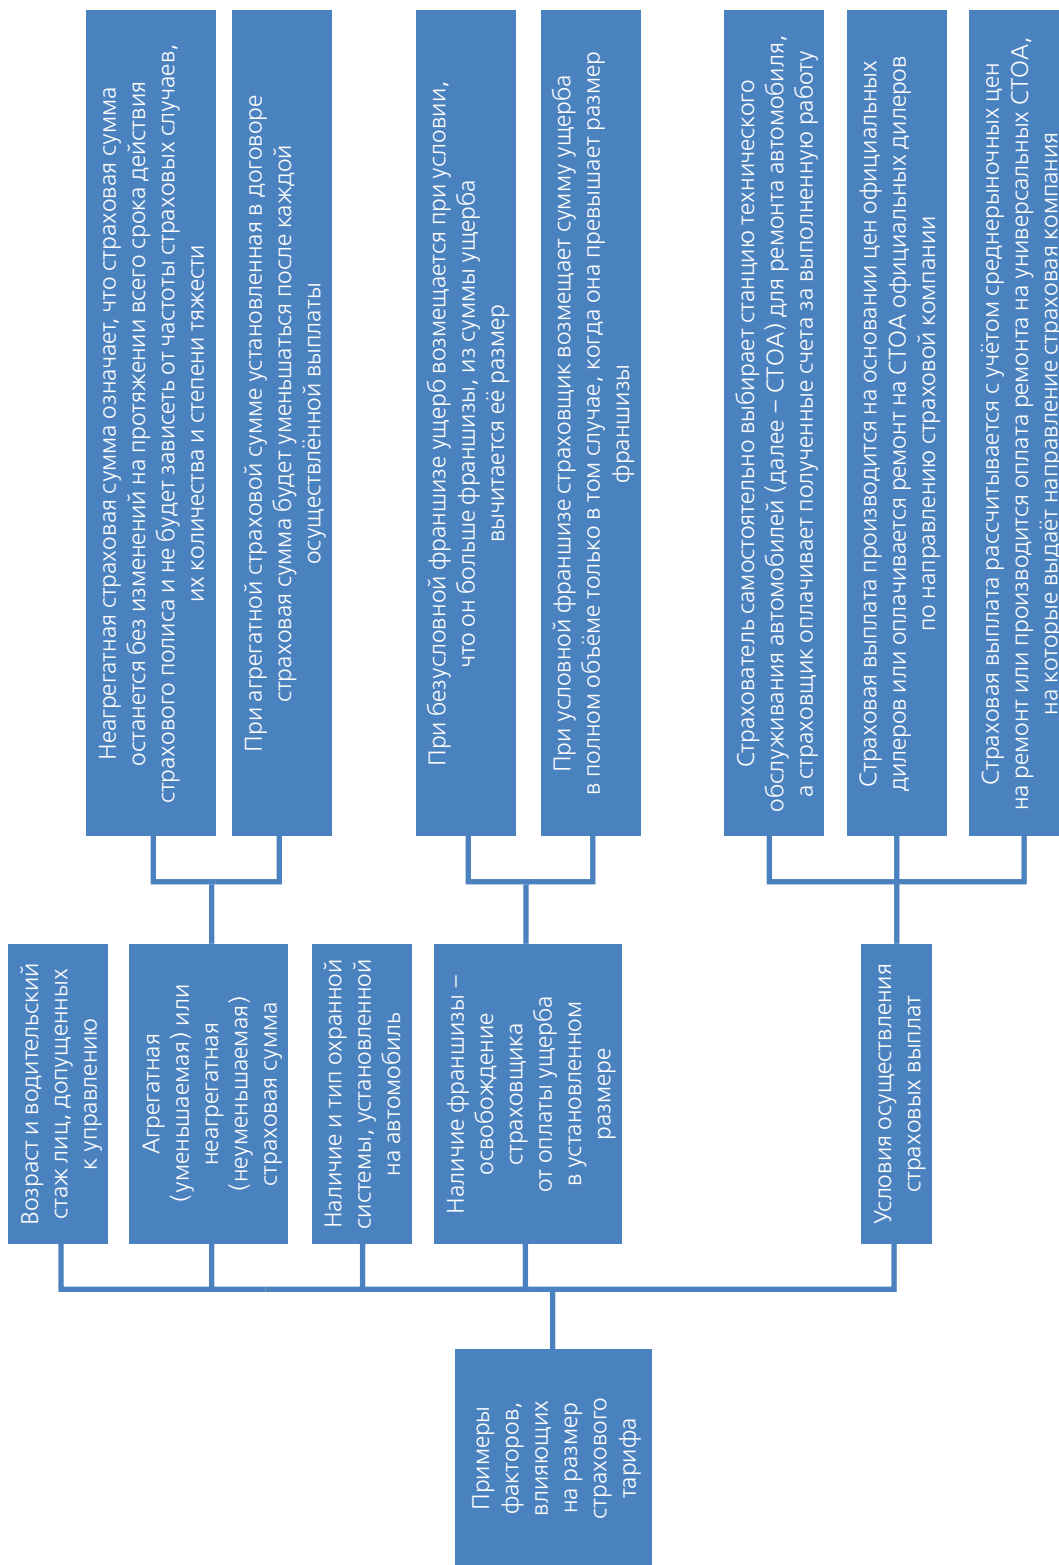 Примеры
факторов,
влияющих
на размер
страхового
тарифа
Возраст и водительский
стаж лиц, допущенных
к управлению
Агрегатная
(уменьшаемая) или
неагрегатная
(неуменьшаемая)
страховая сумма
Неагрегатная страховая сумма означает, что страховая сумма
останется без изменений на протяжении всего срока действия
страхового полиса и не будет зависеть от частоты страховых случаев,
их количества и степени тяжести
При агрегатной страховой сумме установленная в договоре
страховая сумма будет уменьшаться после каждой
осуществлённой выплаты
Наличие и тип охранной
системы, установленной
на автомобиль
Наличие франшизы –
освобождение
страховщика
от оплаты ущерба
в установленном
размере
При безусловной франшизе ущерб возмещается при условии,
что он больше франшизы, из суммы ущерба
вычитается её размер
При условной франшизе страховщик возмещает сумму ущерба
в полном объёме только в том случае, когда она превышает размер
франшизы
Условия осуществления
страховых выплат
Страхователь самостоятельно выбирает станцию технического
обслуживания автомобилей (далее – СТОА) для ремонта автомобиля,
а страховщик оплачивает полученные счета за выполненную работу
Страховая выплата производится на основании цен официальных
дилеров или оплачивается ремонт на СТОА официальных дилеров
по направлению страховой компании
Страховая выплата рассчитывается с учётом среднерыночных цен
на ремонт или производится оплата ремонта на универсальных СТОА,
на которые выдаёт направление страховая компания